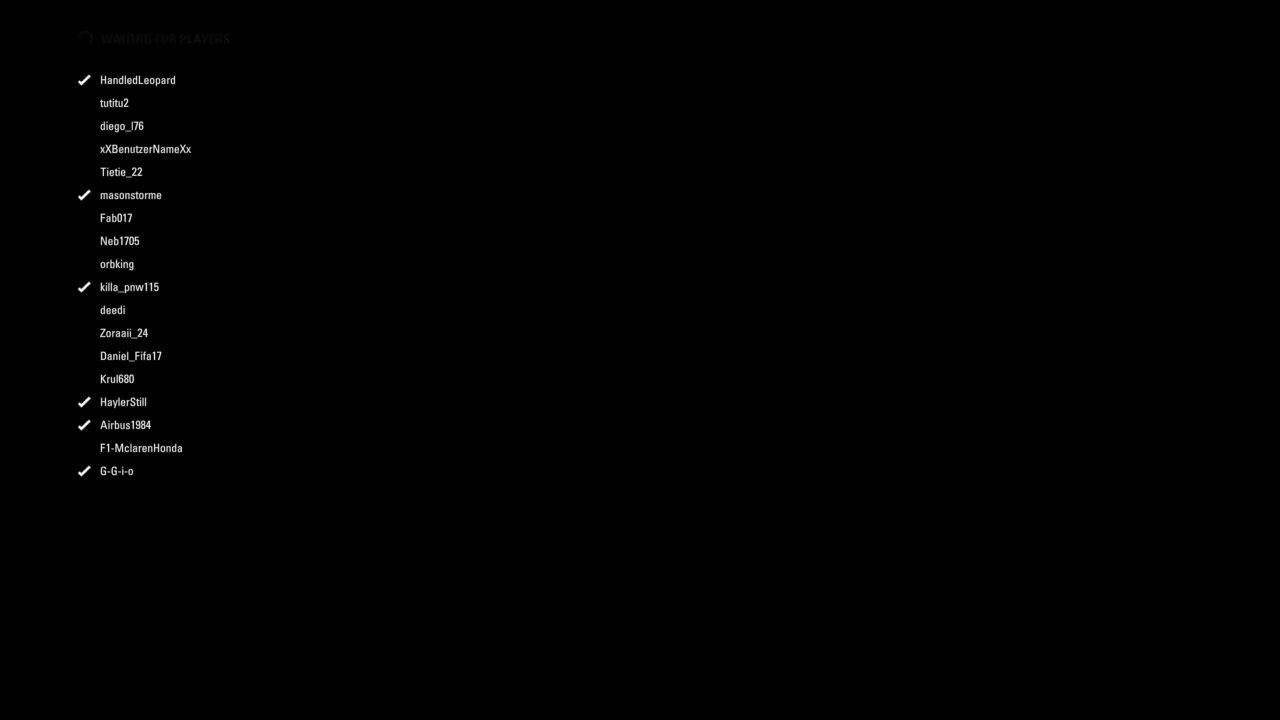 WAITING FOR PLAYERS
HandledLeopard
tutitu2
diego_l76
xXBenutzerNameXx
Tietie_22
masonstorme
Fab017
Neb1705
orbking
killa_pnw115
deedi
Zoraaii_24
Daniel_Fifa17
Krul680
HaylerStill
Airbus1984
F1-MclarenHonda
G-G-i-o